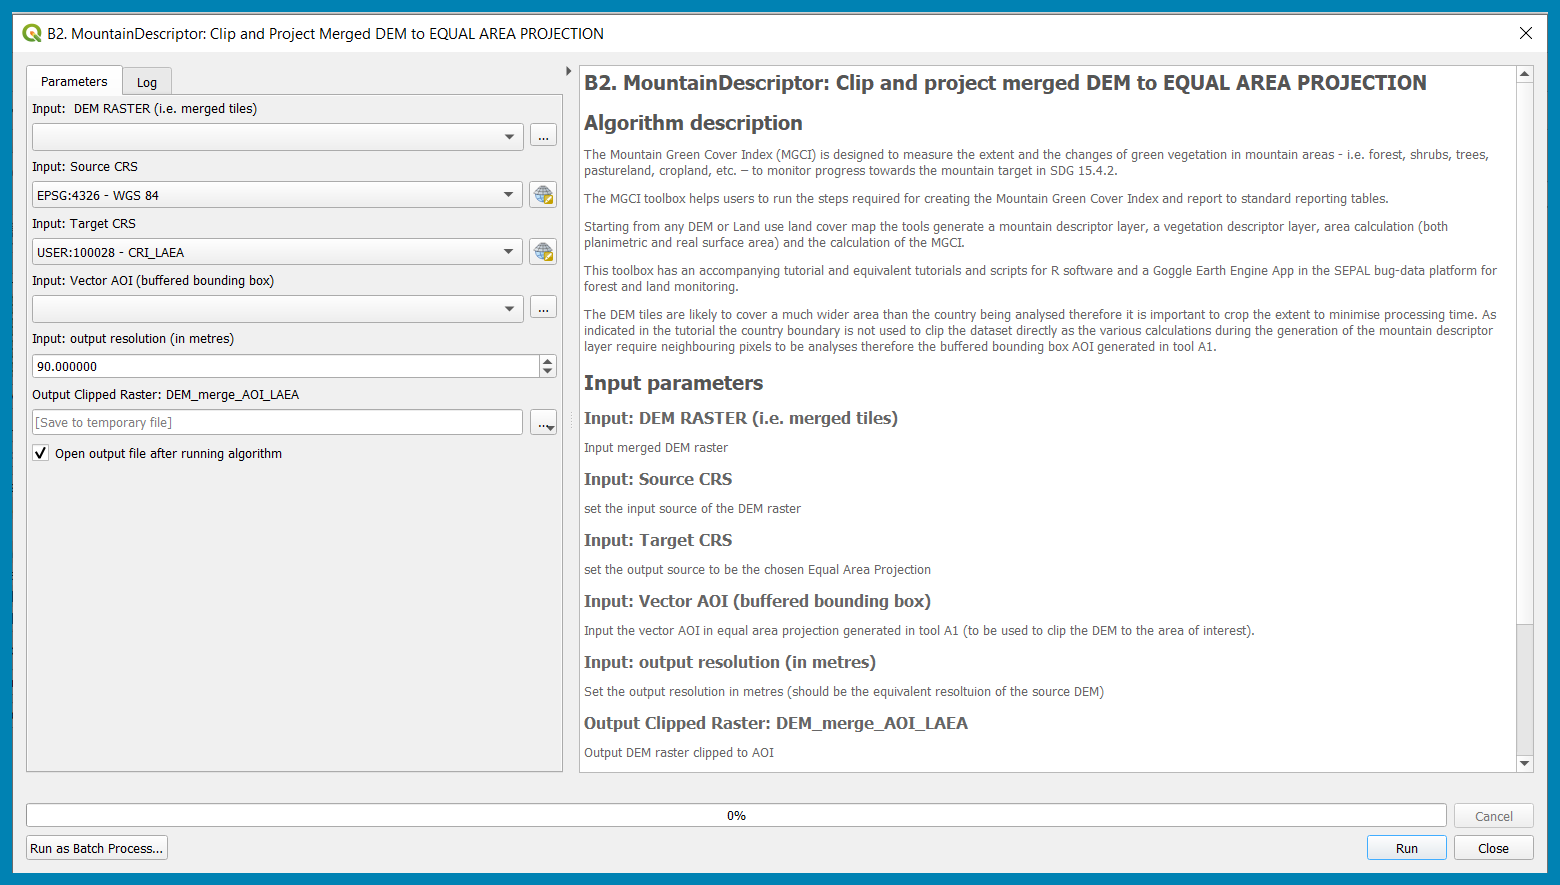 B2. MountainDescriptor: Clip and Project Merged DEM to EQUAL AREA PROJECTION
Parameters
Log
Input:  DEM RASTER (i.e. merged tiles)
...
Input: Source CRS
EPSG:4326 - WGS 84
Input: Target CRS
USER:100028 - CRI_LAEA
Input: Vector AOI (buffered bounding box)
...
Input: output resolution (in metres)
90.000000
Output Clipped Raster: DEM_merge_AOI_LAEA
[Save to temporary file]
...
Open output file after running algorithm
B2. MountainDescriptor: Clip and project merged DEM to EQUAL AREA PROJECTION
Algorithm description
The Mountain Green Cover Index (MGCI) is designed to measure the extent and the changes of green vegetation in mountain areas - i.e. forest, shrubs, trees,
pastureland, cropland, etc. – to monitor progress towards the mountain target in SDG 15.4.2.
The MGCI toolbox helps users to run the steps required for creating the Mountain Green Cover Index and report to standard reporting tables.
Starting from any DEM or Land use land cover map the tools generate a mountain descriptor layer, a vegetation descriptor layer, area calculation (both
planimetric and real surface area) and the calculation of the MGCI.
This toolbox has an accompanying tutorial and equivalent tutorials and scripts for R software and a Goggle Earth Engine App in the SEPAL bug-data platform for
forest and land monitoring.
The DEM tiles are likely to cover a much wider area than the country being analysed therefore it is important to crop the extent to minimise processing time. As
indicated in the tutorial the country boundary is not used to clip the dataset directly as the various calculations during the generation of the mountain descriptor
layer require neighbouring pixels to be analyses therefore the buffered bounding box AOI generated in tool A1.
Input parameters
Input: DEM RASTER (i.e. merged tiles)
Input merged DEM raster
Input: Source CRS
set the input source of the DEM raster
Input: Target CRS
set the output source to be the chosen Equal Area Projection
Input: Vector AOI (buffered bounding box)
Input the vector AOI in equal area projection generated in tool A1 (to be used to clip the DEM to the area of interest).
Input: output resolution (in metres)
Set the output resolution in metres (should be the equivalent resoltuion of the source DEM)
Output Clipped Raster: DEM_merge_AOI_LAEA
Output DEM raster clipped to AOI
0%
Cancel
Run as Batch Process...
Run
Close